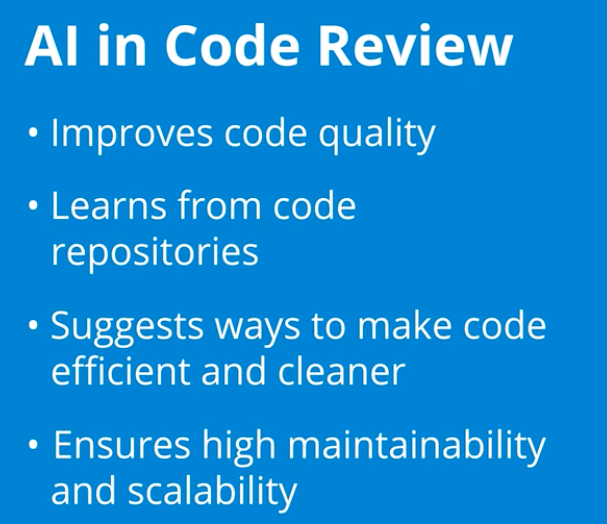 AI in Code Review
• Improves code quality
• Learns from code
repositories
• Suggests ways to make code
efficient and cleaner
• Ensures high maintainability
and scalability